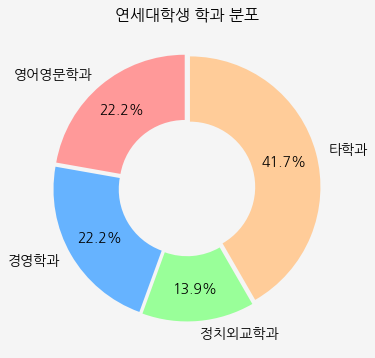 연세대학생 학과 분포
영어영문학과
22.2%
타학과
41.7%
경영학과
22.2%
13.9%
정치외교학과